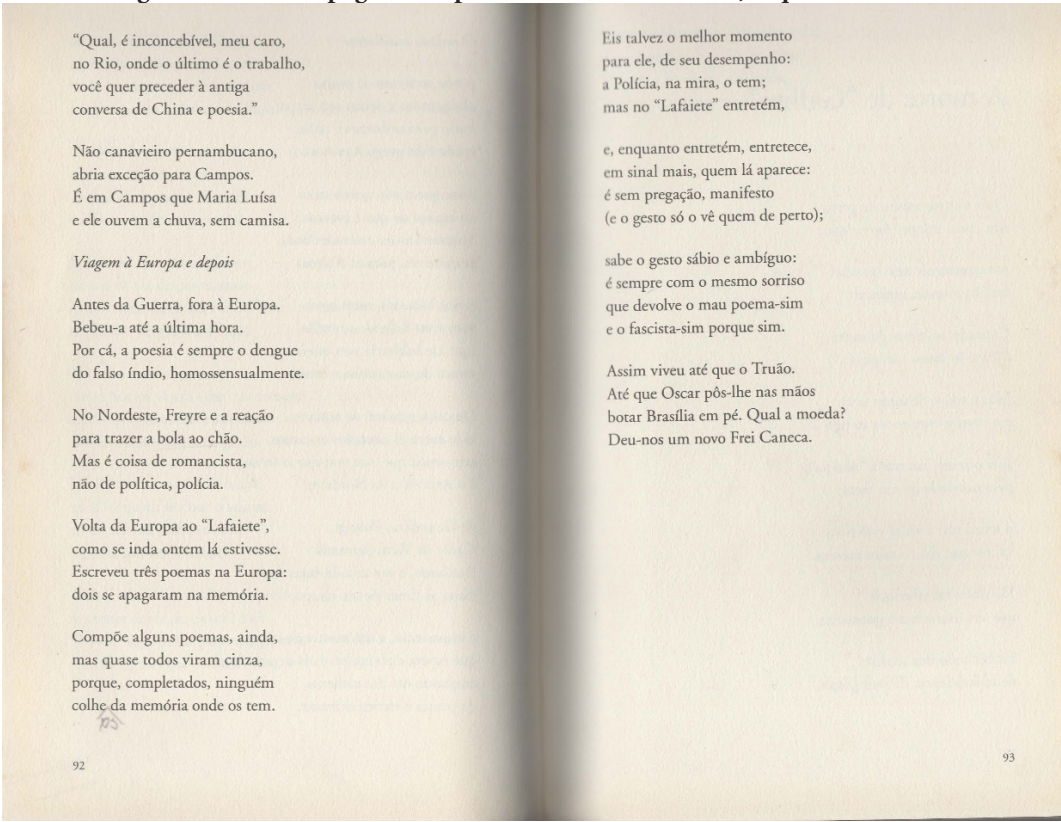 “Qual, é inconcebível, meu caro,
no Rio, onde o último é o trabalho,
você quer preceder à antiga
conversa de China e poesia.”
Não canavieiro pernambucano,
abria exceção para Campos.
É em Campos que Maria Luísa
e ele ouvem a chuva, sem camisa.
Viagem à Europa e depois
Antes da Guerra, fora à Europa.
Bebeu-a até a última hora.
Por cá, a poesia é sempre o dengue
do falso índio, homossensualmente.
No Nordeste, Freyre e a reação
para trazer a bola ao chão.
Mas é coisa de romancista,
não de política, polícia.
Volta da Europa ao “Lafaiete”,
como se inda ontem lá estivesse.
Escreveu três poemas na Europa:
dois se apagaram na memória.
Compõe alguns poemas, ainda,
mas quase todos viram cinza,
porque, completados, ninguém
colhe da memória onde os tem.
92
Eis talvez o melhor momento
para ele, de seu desempenho:
a Polícia, na mira, o tem;
mas no “Lafaiete” entretém,
e, enquanto entretém, entretece,
em sinal mais, quem lá aparece:
é sem pregação, manifesto
(e o gesto só o vê quem de perto);
sabe o gesto sábio e ambíguo:
é sempre com o mesmo sorriso
que devolve o mau poema-sim
e o fascista-sim porque sim.
Assim viveu até que o Truão.
Até que Oscar pôs-lhe nas mãos
botar Brasília em pé. Qual a moeda?
Deu-nos um novo Frei Caneca.
93